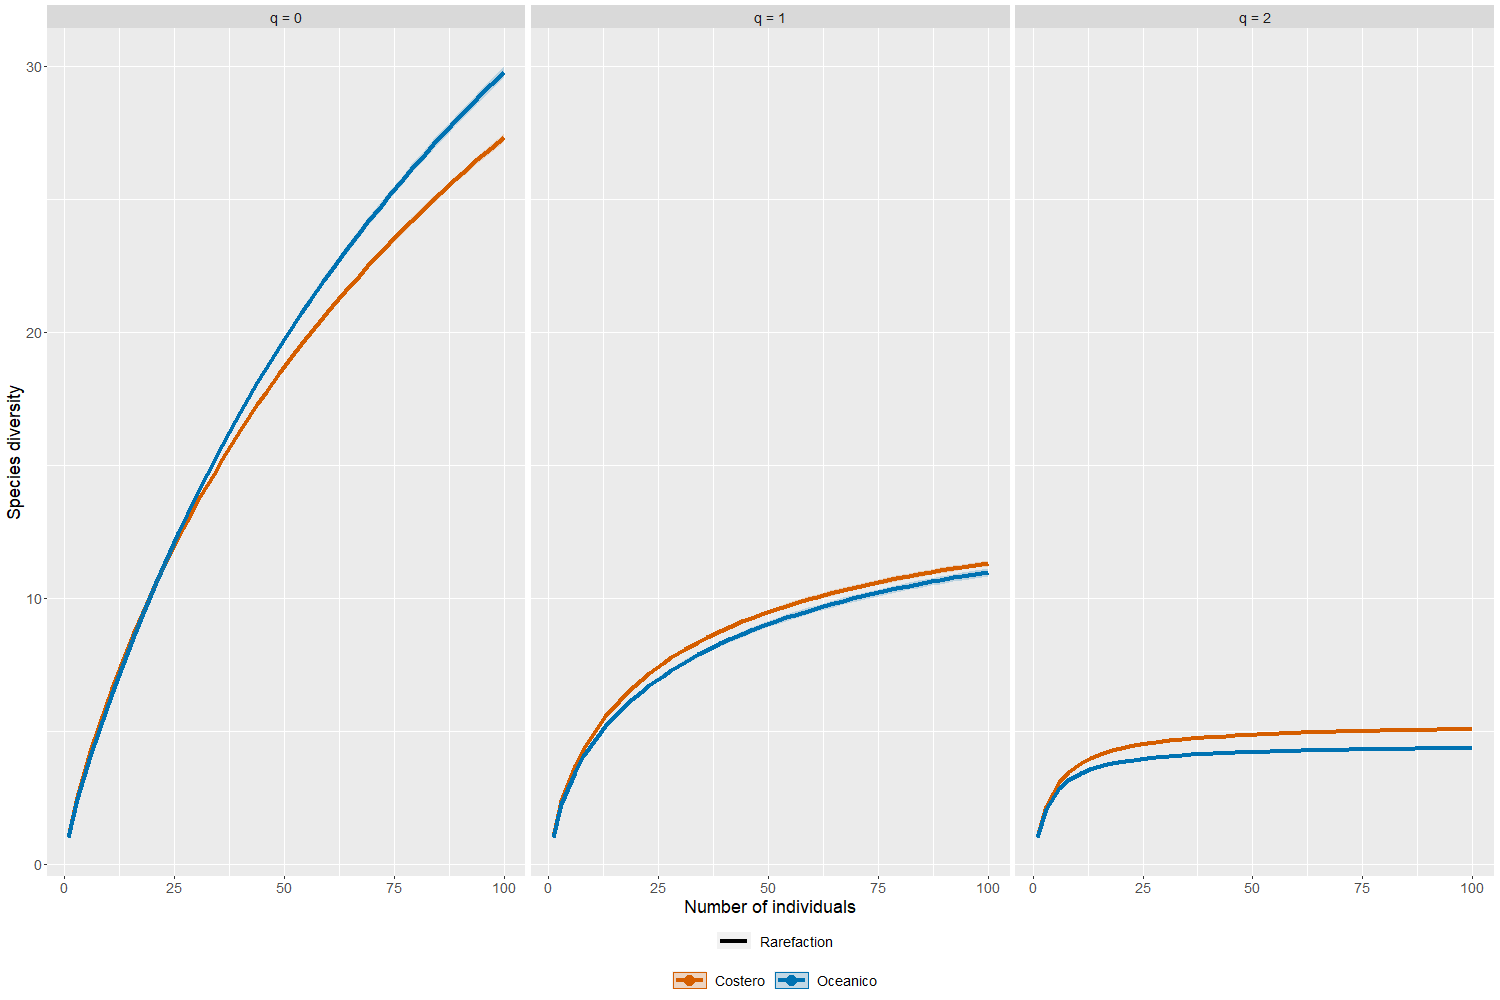 q = 0
q = 1
q = 2
Species diversity
30
20
10
0
0 25 50 75 100
0 25 50 75 100
0 25 50 75 100
Number of individuals
Rarefaction
Costero Oceanico